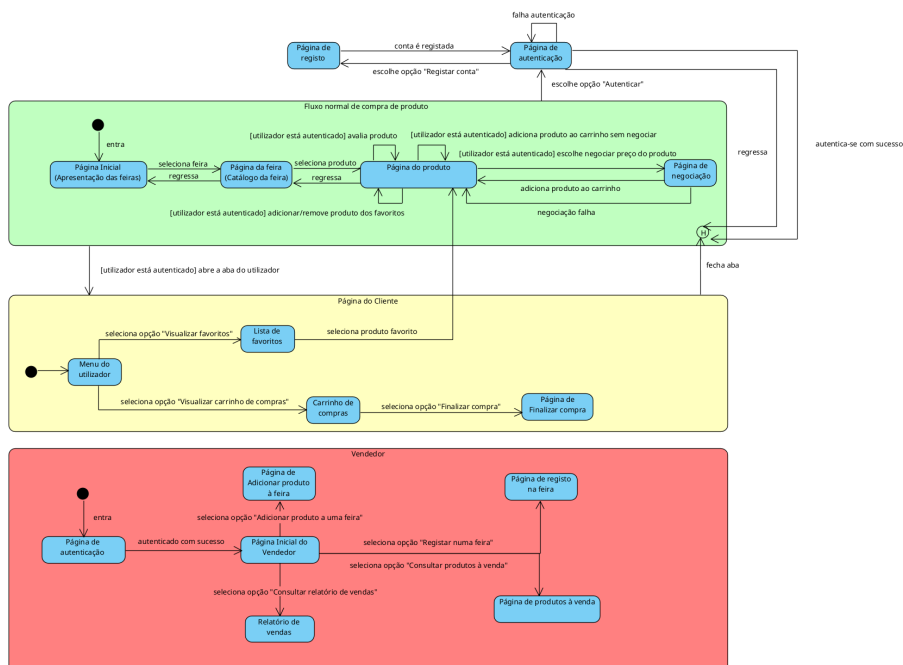 falha autenticação
Página de
registo
conta é registada
Página de
autenticação
escolhe opção "Registar conta"
escolhe opção "Autenticar"
Fluxo normal de compra de produto
entra
[utilizador está autenticado] avalia produto
[utilizador está autenticado] adiciona produto ao carrinho sem negociar
regressa
autentica-se com sucesso
Página Inicial
(Apresentação das feiras)
seleciona feira
regressa
Página da feira
(Catálogo da feira)
seleciona produto
regressa
Página do produto
[utilizador está autenticado] escolhe negociar preço do produto
Página de
negociação
adiciona produto ao carrinho
[utilizador está autenticado] adicionar/remove produto dos favoritos
negociação falha
H
[utilizador está autenticado] abre a aba do utilizador
fecha aba
Página do Cliente
seleciona opção "Visualizar favoritos"
Lista de
favoritos
seleciona produto favorito
Menu do
utilizador
seleciona opção "Visualizar carrinho de compras"
Carrinho de
compras
seleciona opção "Finalizar compra"
Página de
Finalizar compra
Vendedor
Página de
Adicionar produto
à feira
Página de registo
na feira
entra
seleciona opção "Adicionar produto a uma feira"
Página de
autenticação
autenticado com sucesso
Página Inicial do
Vendedor
seleciona opção "Registar numa feira"
seleciona opção "Consultar produtos à venda"
seleciona opção "Consultar relatório de vendas"
Página de produtos à venda
Relatório de
vendas